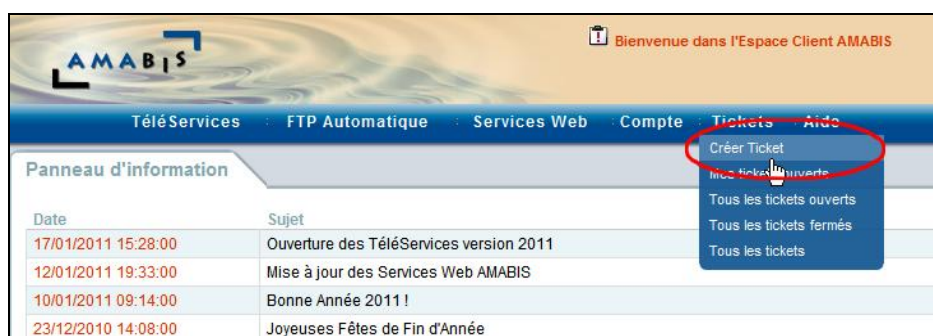 AMABIS
Bienvenue dans l'Espace Client AMABIS
TéléServices : FTP Automatique : Services Web : Compte : Tickets : Aide
Créer Ticket
Mes tickets ouverts
Tous les tickets ouverts
Tous les tickets fermés
Tous les tickets
Panneau d'information
Date Sujet
17/01/2011 15:28:00 Ouverture des TéléServices version 2011
12/01/2011 19:33:00 Mise à jour des Services Web AMABIS
10/01/2011 09:14:00 Bonne Année 2011 !
23/12/2010 14:08:00 Joyeuses Fêtes de Fin d'Année